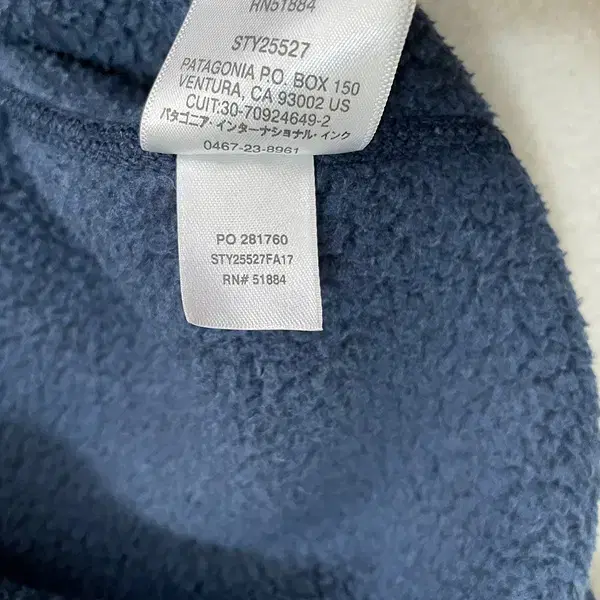 RN51884
STY25527
PATAGONIA P.O. BOX 150
VENTURA, CA 93002 US
CUIT:30-70924649-2
パタゴニア・インターナショナル・インク
0467-23-8961
PO 281760
STY25527FA17
RN# 51884